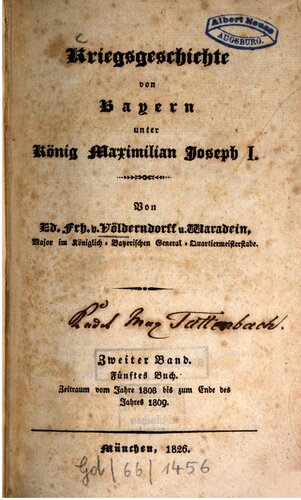 Albert Neuss
AUGSBURG.
Kriegsgeschichte
von
Bayern
unter
König Maximilian Joseph I.
Von
Ed. Frh. v. Völderndorff u. Waradein,
Major im Königlich-Bayerischen General-Quartiermeisterstabe.
Tattenbach.
Zweiter Band.
Fünftes Buch.
Zeitraum vom Jahre 1808 bis zum Ende des
Jahres 1809.
München, 1826.
Gd/66/1456